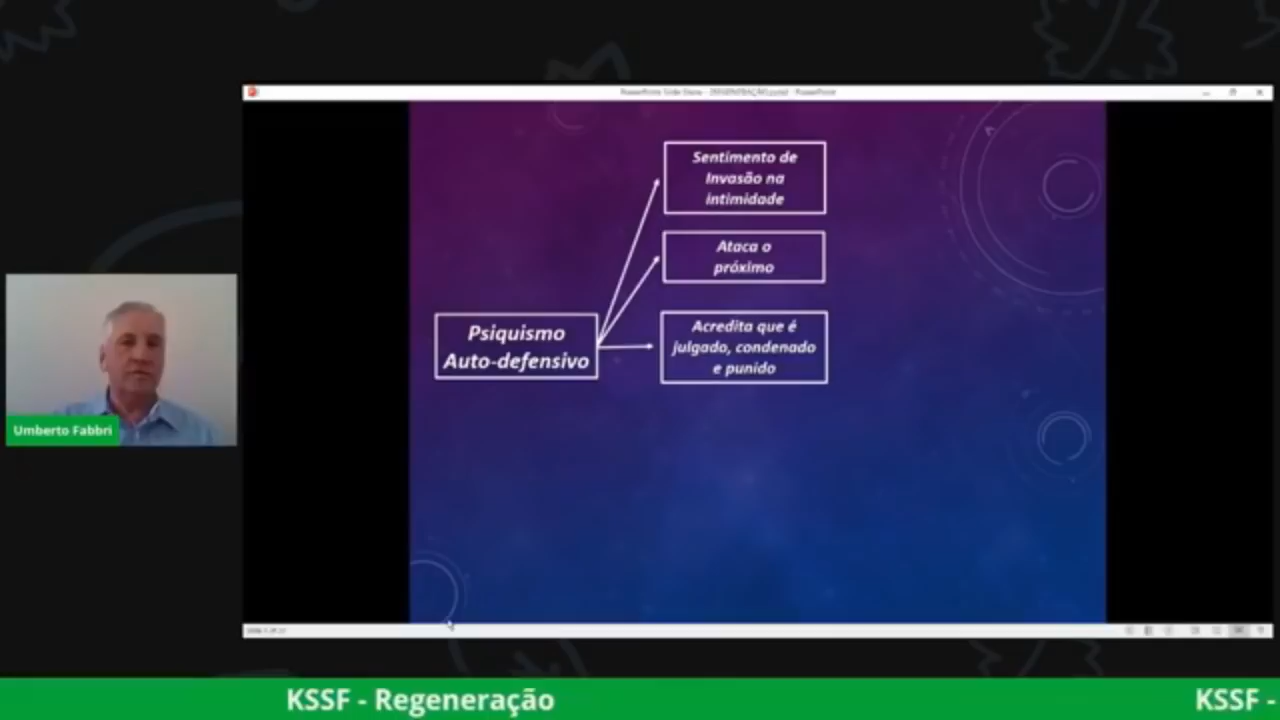 Sentimento de
Invasão na
intimidade
Ataca o
próximo
Psiquismo
Auto-defensivo
Acredita que é
julgado, condenado
e punido
Umberto Fabbri
KSSF - Regeneração
KSSF -